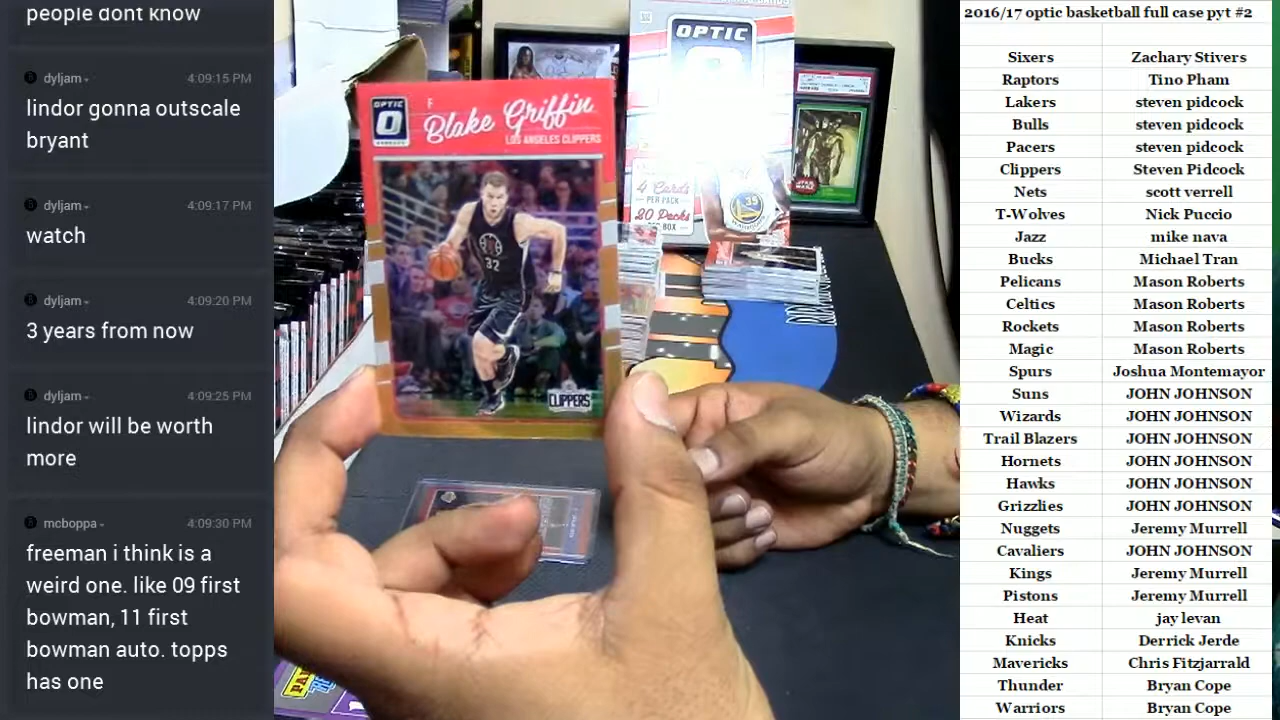 people dont know
dyljam
4:09:15 PM
lindor gonna outscale
bryant
dyljam
4:09:17 PM
watch
dyljam
4:09:20 PM
3 years from now
dyljam
4:09:25 PM
lindor will be worth
more
mcboppa
4:09:30 PM
freeman i think is a
weird one. like 09 first
bowman, 11 first
bowman auto. topps
has one
OPTIC
F
Blake Griffin
LOS ANGELES CLIPPERS
32
CLIPPERS
OPTIC
4 Cards
PER PACK
20 Packs
PER BOX
STAR
WARS
2016/17 optic basketball full case pyt #2
Sixers Zachary Stivers
Raptors Tino Pham
Lakers steven pidcock
Bulls steven pidcock
Pacers steven pidcock
Clippers Steven Pidcock
Nets scott verrell
T-Wolves Nick Puccio
Jazz mike nava
Bucks Michael Tran
Pelicans Mason Roberts
Celtics Mason Roberts
Rockets Mason Roberts
Magic Mason Roberts
Spurs Joshua Montemayor
Suns JOHN JOHNSON
Wizards JOHN JOHNSON
Trail Blazers JOHN JOHNSON
Hornets JOHN JOHNSON
Hawks JOHN JOHNSON
Grizzlies JOHN JOHNSON
Nuggets Jeremy Murrell
Cavaliers JOHN JOHNSON
Kings Jeremy Murrell
Pistons Jeremy Murrell
Heat jay levan
Knicks Derrick Jerde
Mavericks Chris Fitzjarrald
Thunder Bryan Cope
Warriors Bryan Cope